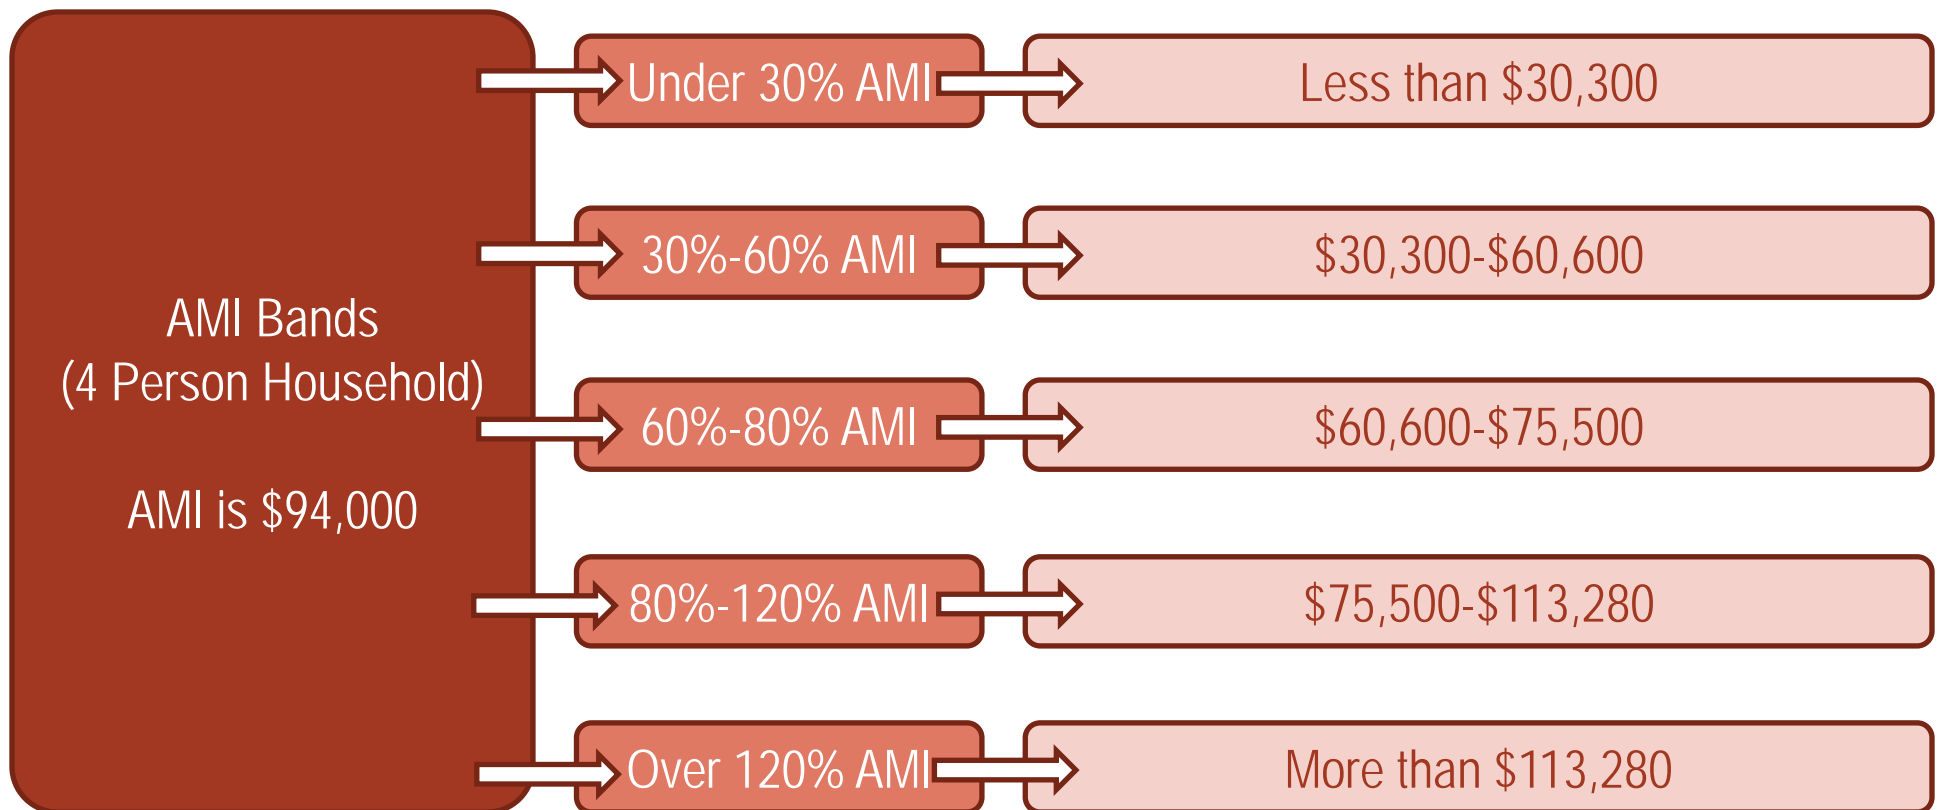 AMI Bands
(4 Person Household)
AMI is $94,000
Under 30% AMI
Less than $30,300
30%-60% AMI
$30,300-$60,600
60%-80% AMI
$60,600-$75,500
80%-120% AMI
$75,500-$113,280
Over 120% AMI
More than $113,280